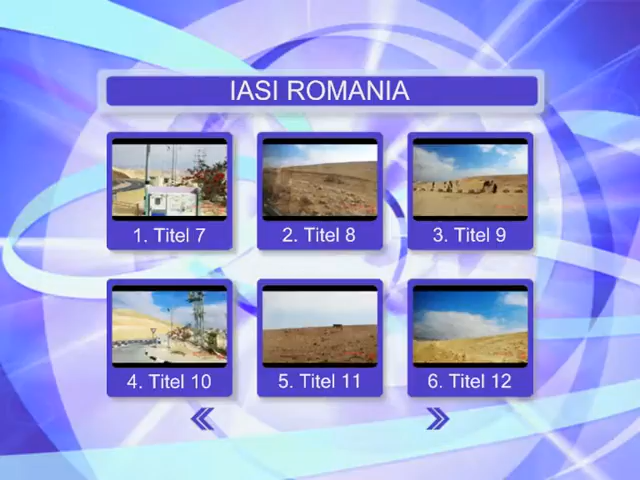 IASI ROMANIA
1. Titel 7
2. Titel 8
3. Titel 9
4. Titel 10
5. Titel 11
6. Titel 12